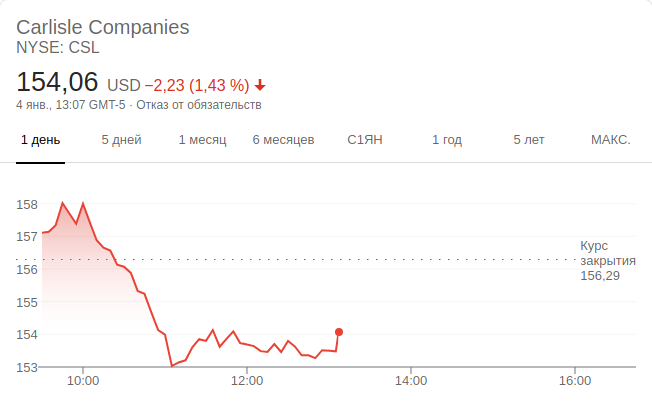 Carlisle Companies
NYSE: CSL
154,06 USD −2,23 (1,43 %)
4 янв., 13:07 GMT-5 · Отказ от обязательств
1 день 5 дней 1 месяц 6 месяцев С1ЯН 1 год 5 лет МАКС.
158
157
156
155
154
153
Курс
закрытия
156,29
10:00 12:00 14:00 16:00